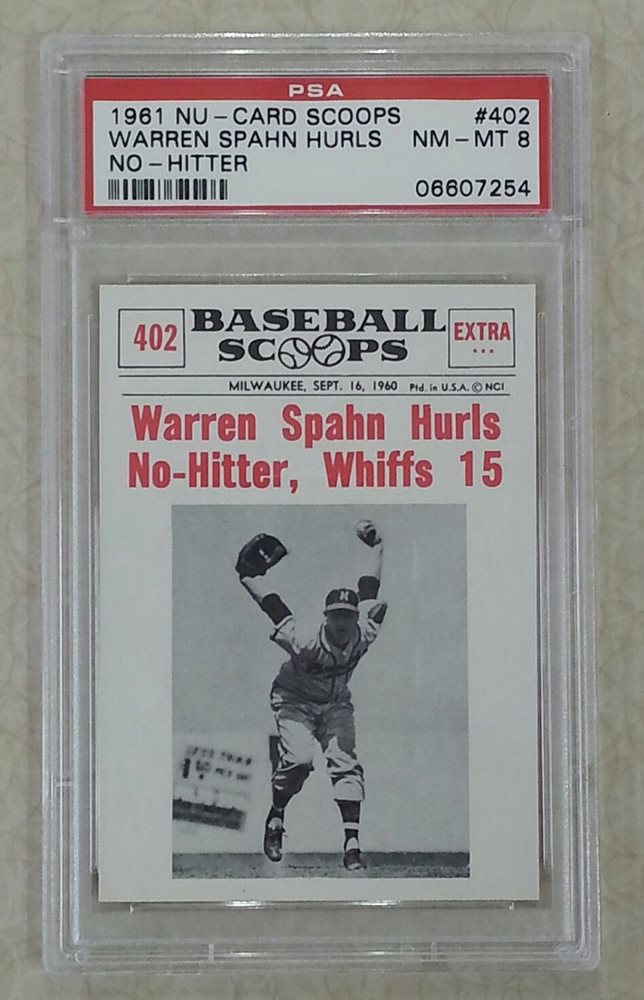 PSA
1961 NU-CARD SCOOPS #402
WARREN SPAHN HURLS NM-MT 8
NO-HITTER
06607254
402 BASEBALL EXTRA
SCOOPS ...
MILWAUKEE, SEPT. 16, 1960 Ptd. in U.S.A. © NCI
Warren Spahn Hurls
No-Hitter, Whiffs 15
M